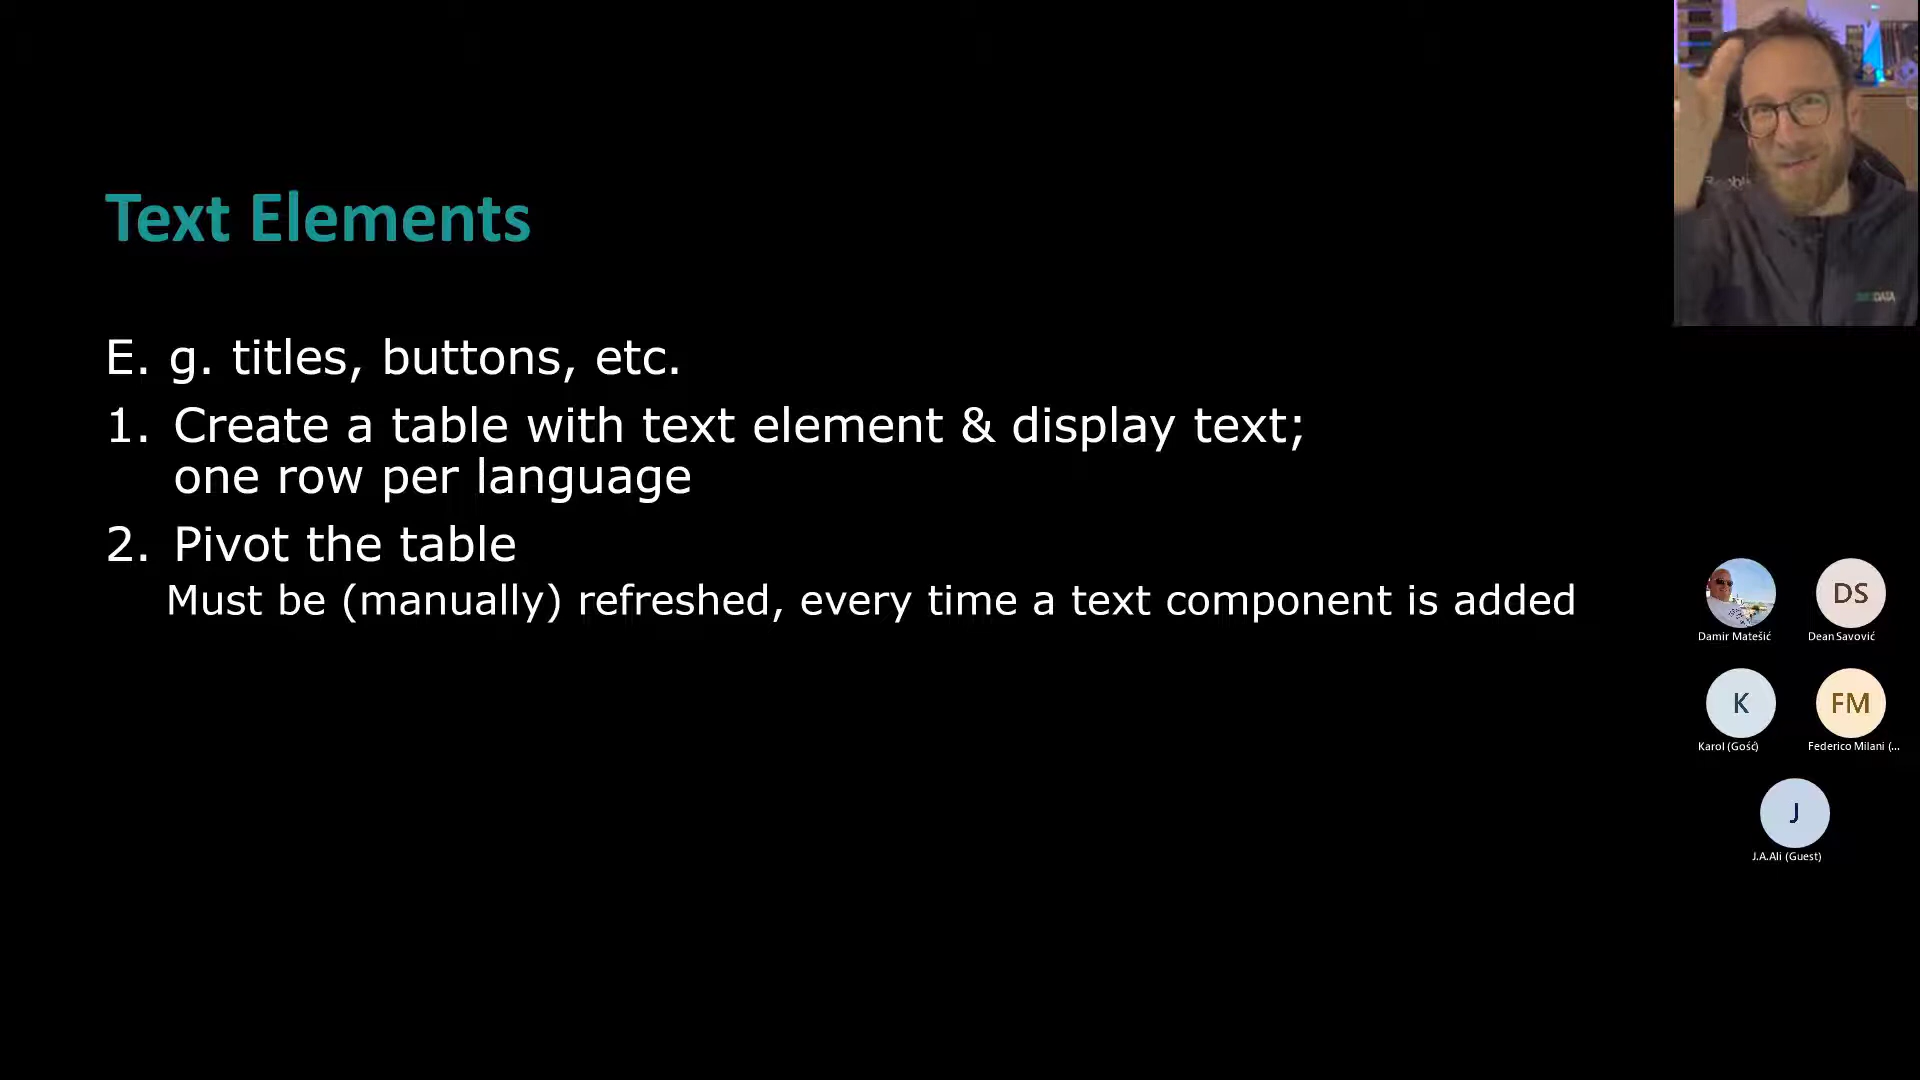 Text Elements
E. g. titles, buttons, etc.
1. Create a table with text element & display text;
one row per language
2. Pivot the table
Must be (manually) refreshed, every time a text component is added
DATA
DS
Damir Matešić
Dean Savović
K
FM
Karol (Gość)
Federico Milani (...
J
J.A.Ali (Guest)